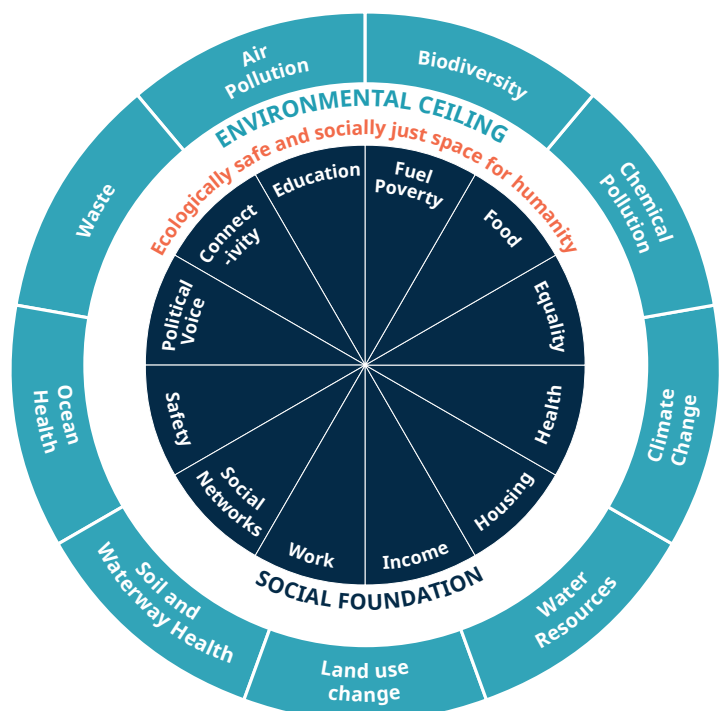 Air
Pollution
Biodiversity
Chemical
Pollution
Climate
Change
Water
Resources
Land use
change
Soil and
Waterway Health
Ocean
Health
Waste
ENVIRONMENTAL CEILING
Ecologically safe and socially just space for humanity
Education
Fuel
Poverty
Food
Equality
Health
Housing
Income
Work
Social
Networks
Safety
Political
Voice
Connect
-ivity
SOCIAL FOUNDATION